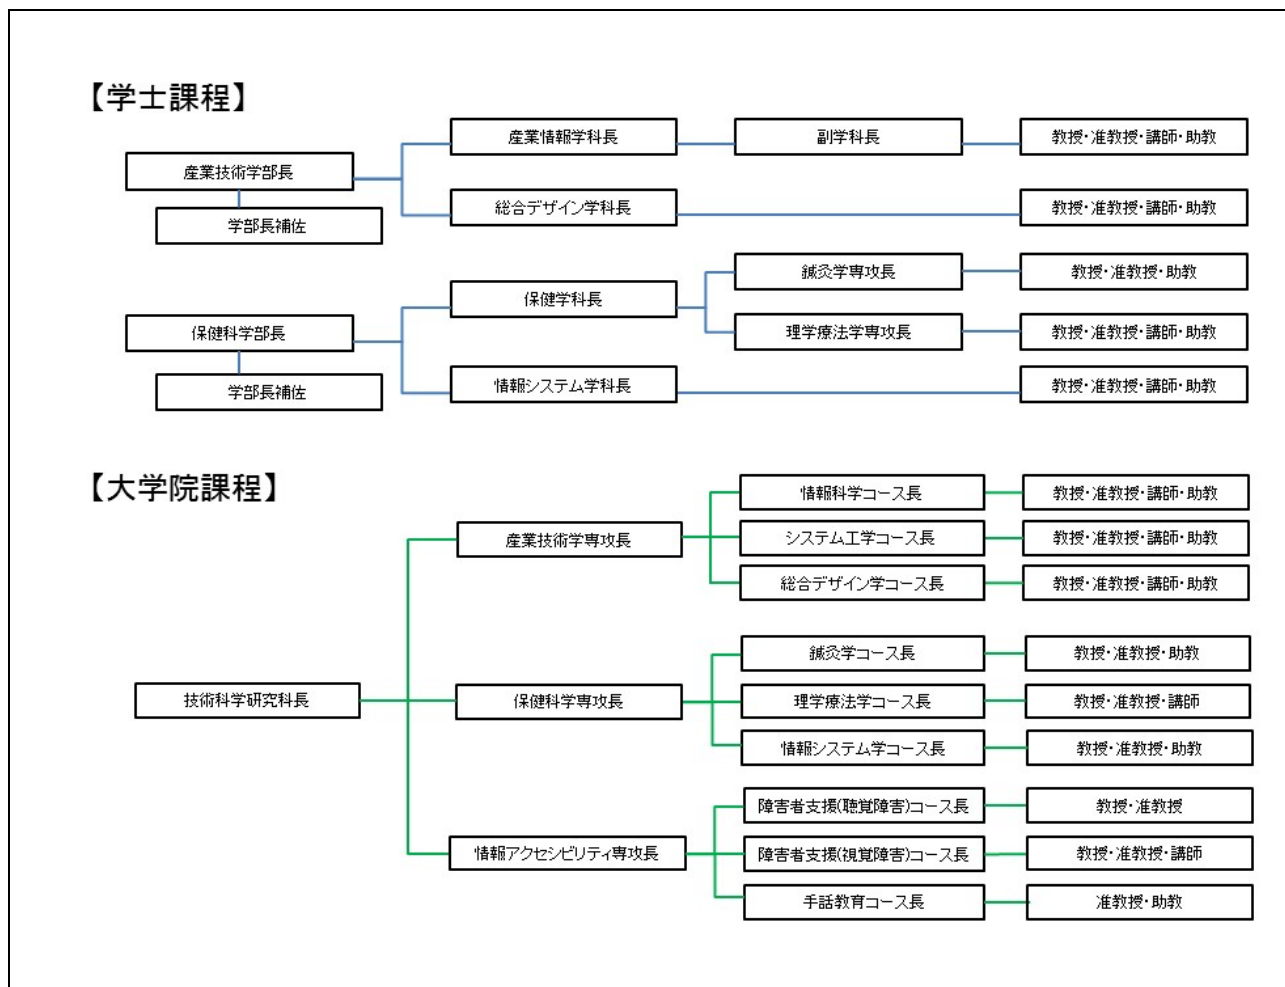 【学士課程】
産業技術学部長
学部長補佐
産業情報学科長
副学科長
教授・准教授・講師・助教
総合デザイン学科長
教授・准教授・講師・助教
保健科学部長
学部長補佐
保健学科長
鍼灸学専攻長
教授・准教授・助教
理学療法学専攻長
教授・准教授・講師・助教
情報システム学科長
教授・准教授・講師・助教
【大学院課程】
技術科学研究科長
産業技術学専攻長
情報科学コース長
教授・准教授・講師・助教
システム工学コース長
教授・准教授・講師・助教
総合デザイン学コース長
教授・准教授・講師・助教
保健科学専攻長
鍼灸学コース長
教授・准教授・助教
理学療法学コース長
教授・准教授・講師
情報システム学コース長
教授・准教授・助教
情報アクセシビリティ専攻長
障害者支援(聴覚障害)コース長
教授・准教授
障害者支援(視覚障害)コース長
教授・准教授・講師
手話教育コース長
准教授・助教